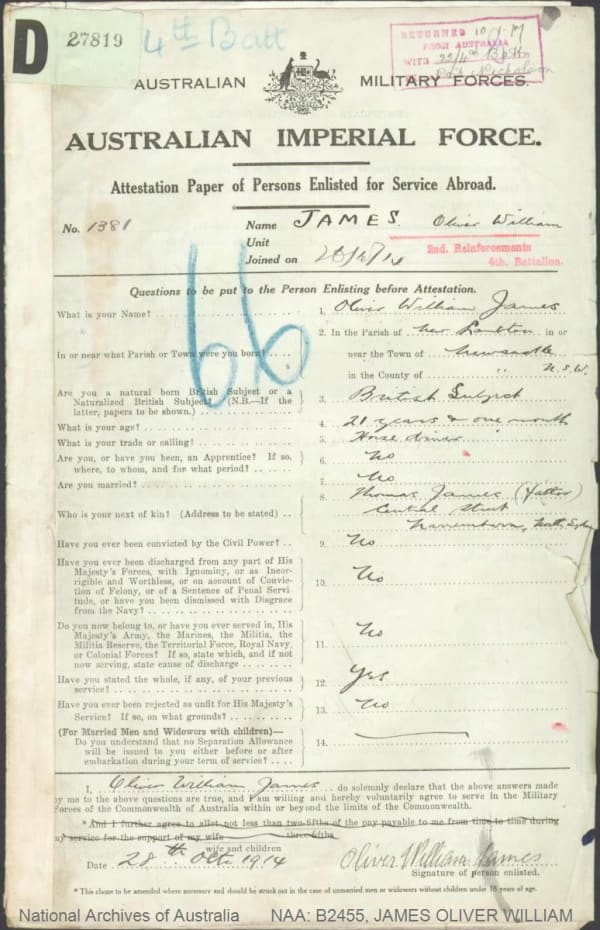 D
27819
4th Batt
RETURNED 10/1/17
FROM AUSTRALIA
WITH 22/4th Battn
Nicholson
AUSTRALIAN MILITARY FORCES.
AUSTRALIAN IMPERIAL FORCE.
Attestation Paper of Persons Enlisted for Service Abroad.
No. 1381 Name JAMES. Oliver William
Unit 2nd. Reinforcements
4th. Battalion.
Joined on
66
Questions to be put to the Person Enlisting before Attestation.
What is your Name? 1. Oliver William James
In or near what Parish or Town were you born? 2. In the Parish of New Lambton in or
near the Town of Newcastle
in the County of " N.S.W.
Are you a natural born British Subject or a
Naturalized British Subject? (N.B.—If the
latter, papers to be shown.) 3. British Subject
What is your age? 4. 21 years & one month
What is your trade or calling? 5. Horse driver
Are you, or have you been, an Apprentice? If so,
where, to whom, and for what period? 6. No
Are you married? 7. No
Who is your next of kin? (Address to be stated) 8. Thomas James (father)
Central Street
Narremburn, North Sydney
Have you ever been convicted by the Civil Power? 9. No
Have you ever been discharged from any part of His
Majesty's Forces, with Ignominy, or as Incor-
rigible and Worthless, or on account of Convic-
tion of Felony, or of a Sentence of Penal Servi-
tude, or have you been dismissed with Disgrace
from the Navy? 10. No
Do you now belong to, or have you ever served in, His
Majesty's Army, the Marines, the Militia, the
Militia Reserve, the Territorial Force, Royal Navy,
or Colonial Forces? If so, state which, and if not
now serving, state cause of discharge 11. No
Have you stated the whole, if any, of your previous
service? 12. Yes
Have you ever been rejected as unfit for His Majesty's
Service? If so, on what grounds? 13. No
(For Married Men and Widowers with children)—
Do you understand that no Separation Allowance
will be issued to you either before or after
embarkation during your term of service? 14.
I, Oliver William James do solemnly declare that the above answers made
by me to the above questions are true, and I am willing and hereby voluntarily agree to serve in the Military
Forces of the Commonwealth of Australia within or beyond the limits of the Commonwealth.
*And I further agree to allot not less than two-fifths of the pay payable to me from time to time during
my service for the support of my wife three-fifths
wife and children
Date 28th Oct 1914 Oliver William James
Signature of person enlisted.
* This clause to be amended where necessary and should be struck out in the case of unmarried men or widowers without children under 18 years of age.
National Archives of Australia NAA: B2455, JAMES OLIVER WILLIAM